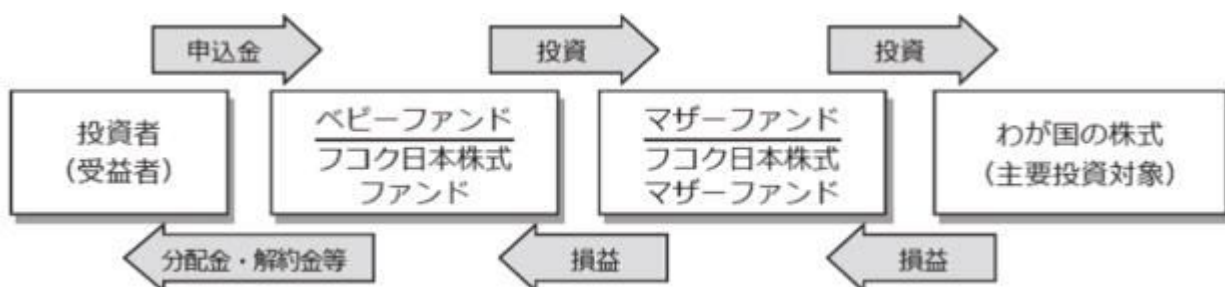 申込金
投資
投資
投資者
(受益者)
ベビーファンド
フコク日本株式
ファンド
マザーファンド
フコク日本株式
マザーファンド
わが国の株式
(主要投資対象)
分配金・解約金等
損益
損益